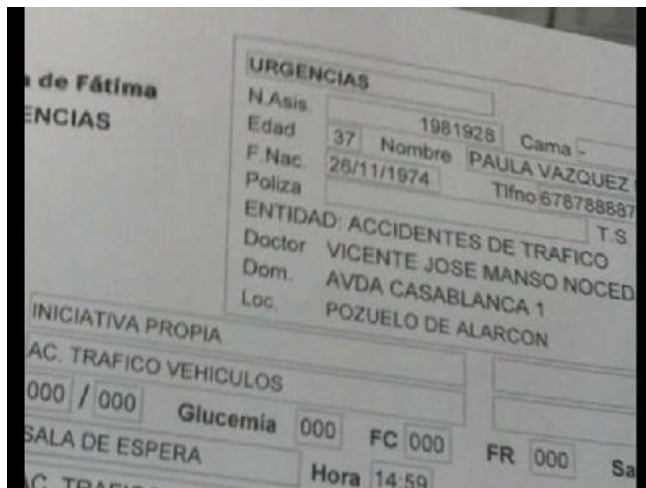 de Fátima
URGENCIAS
N.Asis. 1981928 Cama -
Edad 37 Nombre PAULA VAZQUEZ
F.Nac. 26/11/1974 Tlfno 678788887
Poliza T.S.
ENTIDAD: ACCIDENTES DE TRAFICO
Doctor VICENTE JOSE MANSO NOCED
Dom. AVDA CASABLANCA 1
Loc. POZUELO DE ALARCON
ENCIAS
INICIATIVA PROPIA
AC. TRAFICO VEHICULOS
000 / 000 Glucemia 000 FC 000 FR 000 Sa
SALA DE ESPERA
Hora 14:59